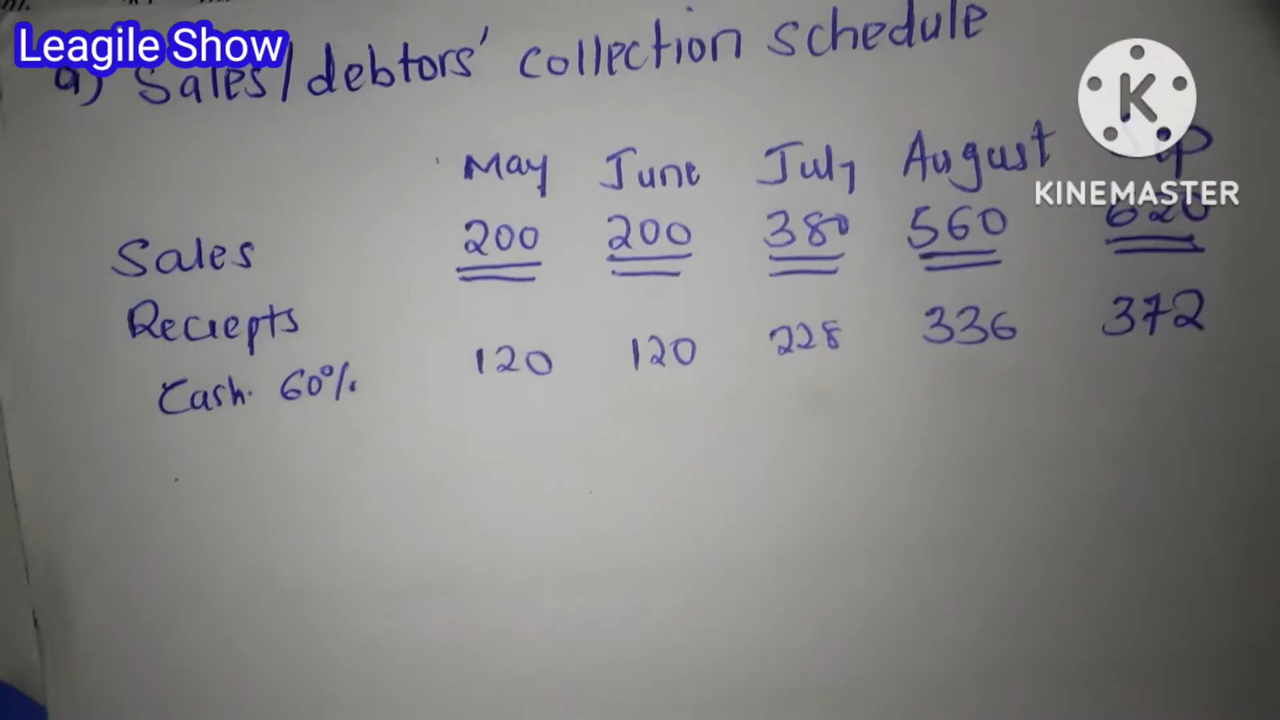 Leagile Show
a) Sales/debtors' collection schedule
K
KINEMASTER
May June July August
Sales 200 200 380 560 620
Reciepts
Cash. 60% 120 120 228 336 372